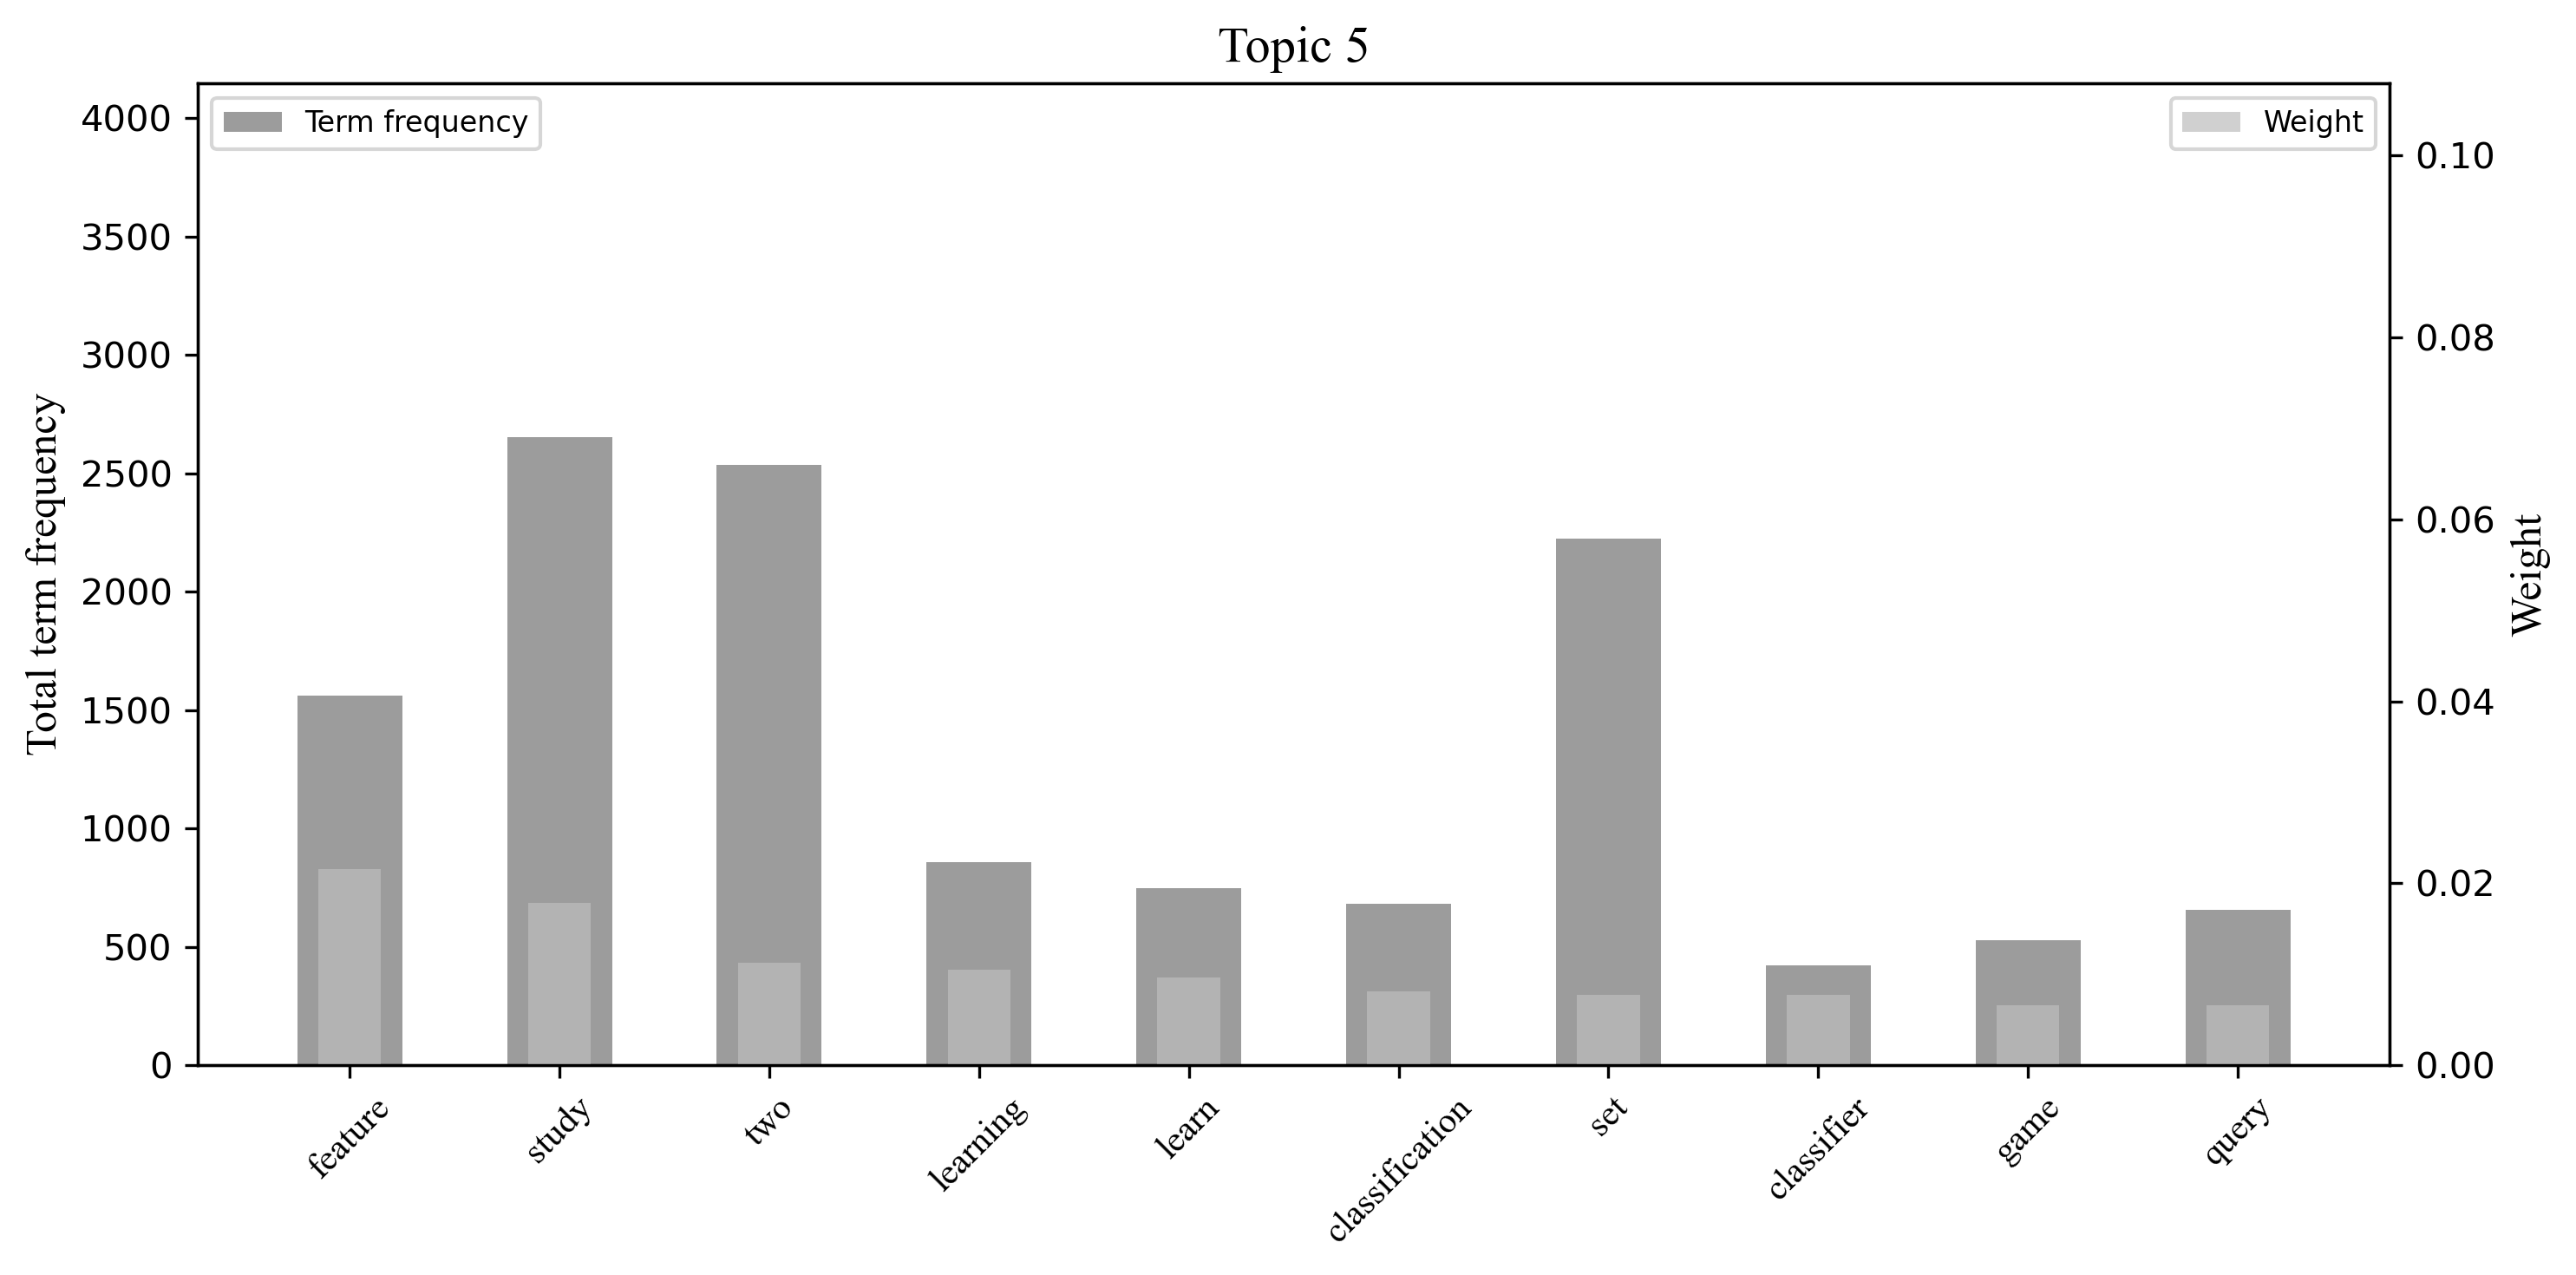 Topic 5
Term frequency
Weight
4000
3500
3000
2500
2000
1500
1000
500
0
Total term frequency
0.10
0.08
0.06
0.04
0.02
0.00
Weight
feature
study
two
learning
learn
classification
set
classifier
game
query